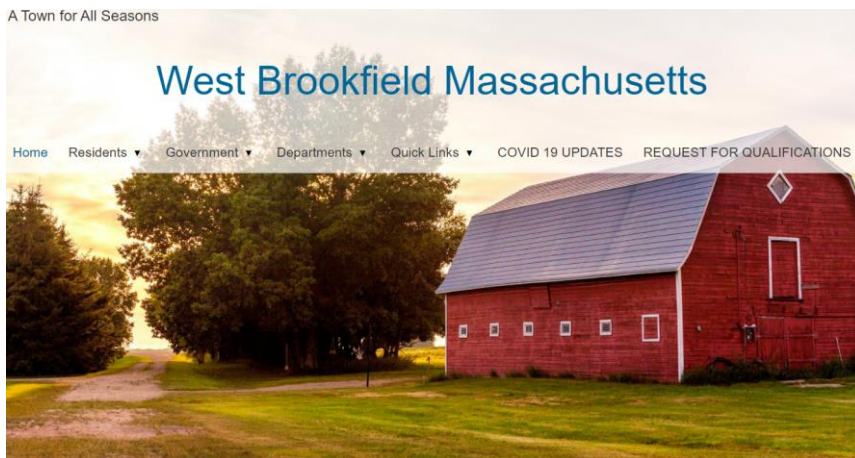 A Town for All Seasons
West Brookfield Massachusetts
Home Residents ▼ Government ▼ Departments ▼ Quick Links ▼ COVID 19 UPDATES REQUEST FOR QUALIFICATIONS